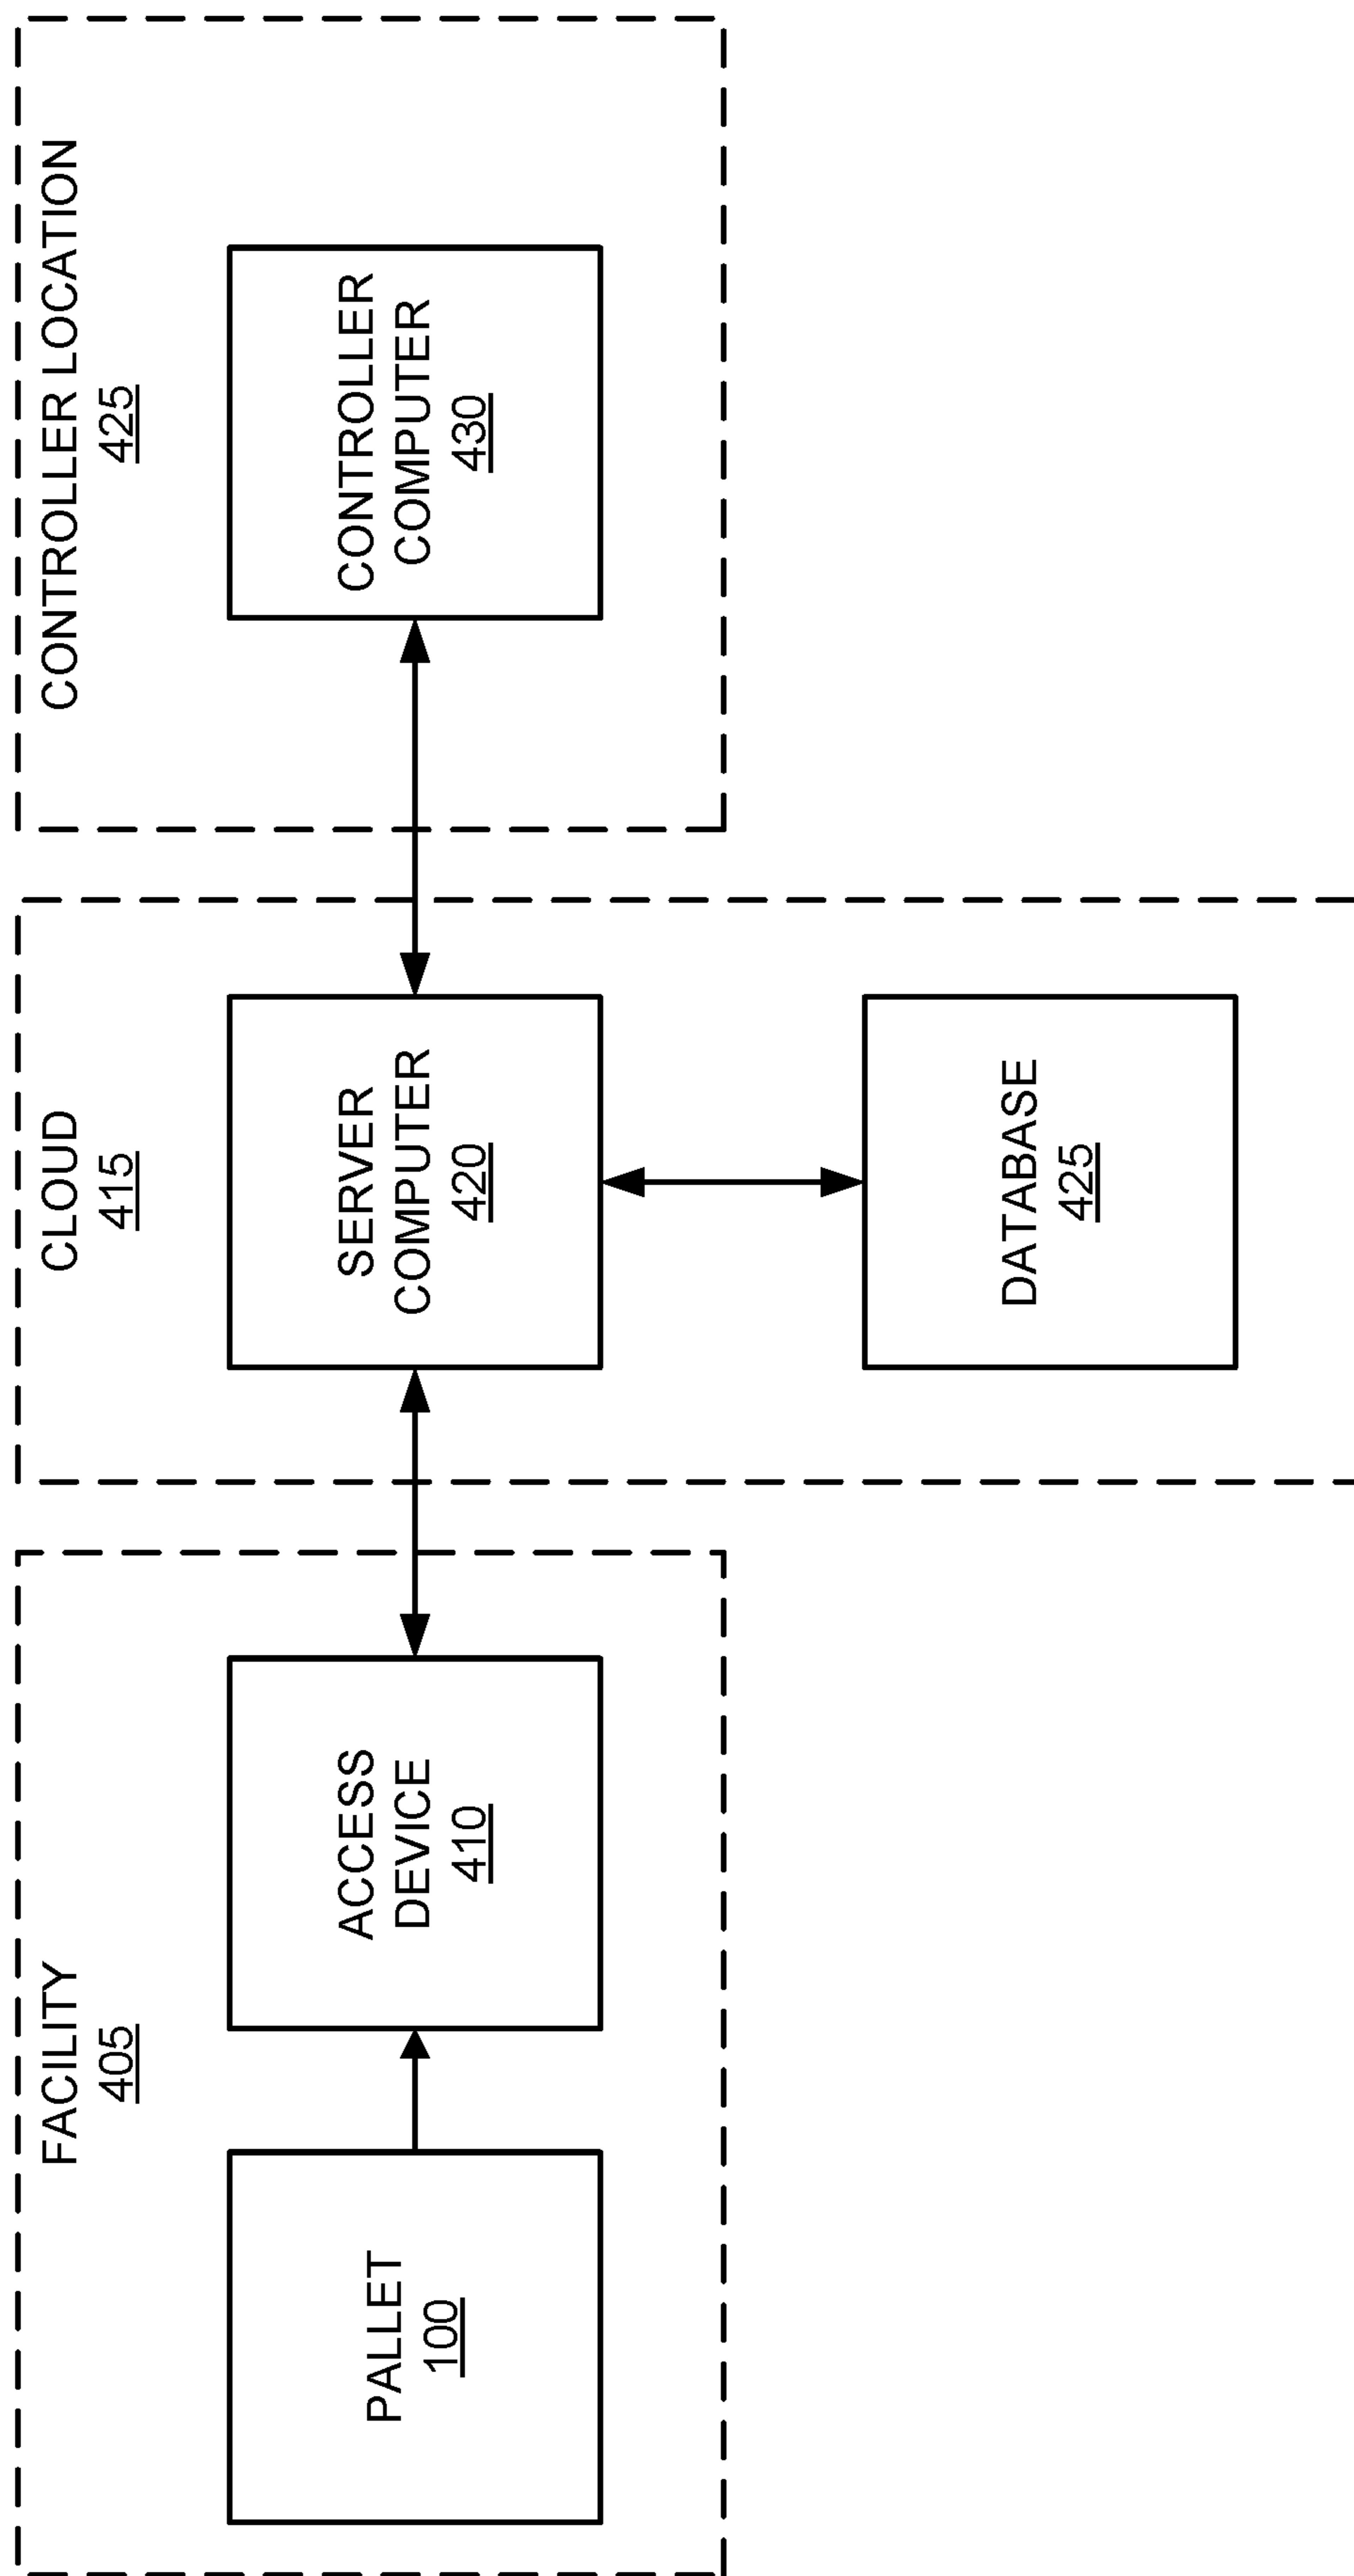 FACILITY
405
PALLET
100
ACCESS
DEVICE
410
CLOUD
415
SERVER
COMPUTER
420
DATABASE
425
CONTROLLER LOCATION
425
CONTROLLER
COMPUTER
430